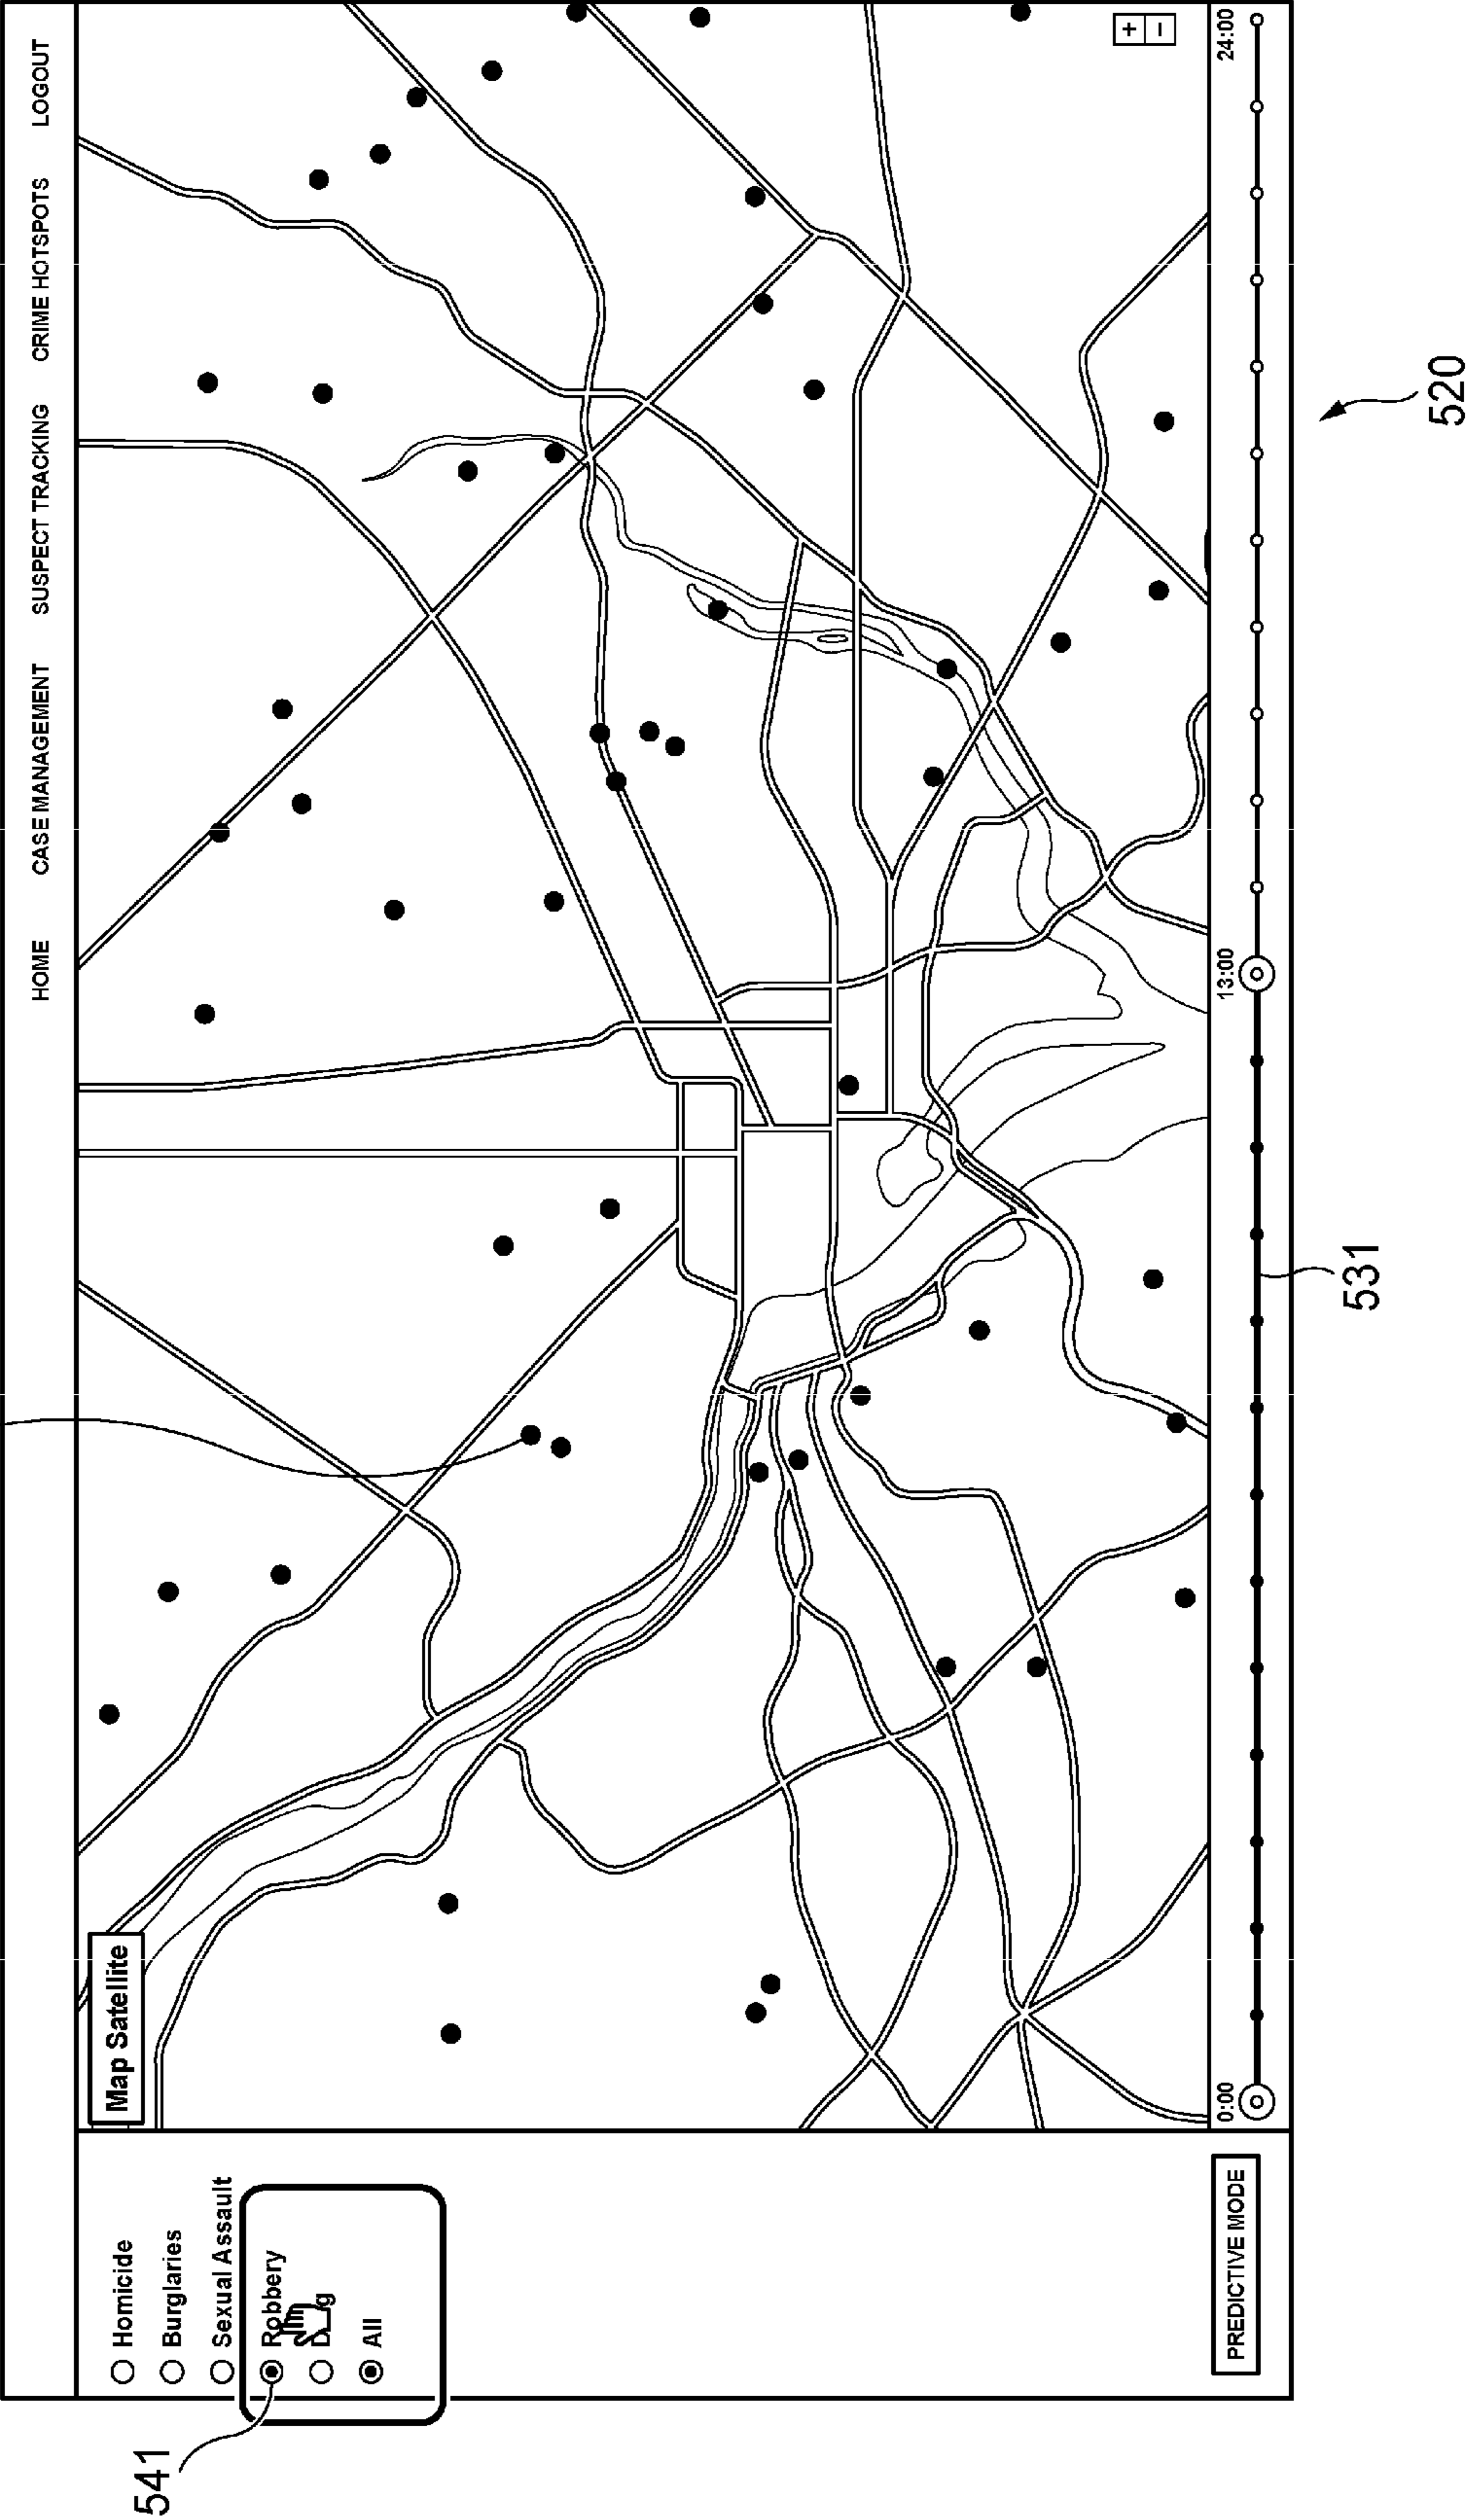 HOME CASE MANAGEMENT SUSPECT TRACKING CRIME HOTSPOTS LOGOUT
Map Satellite
Homicide
Burglaries
Sexual Assault
Robbery
All
541
+
−
PREDICTIVE MODE
0:00 13:00 24:00
531
520